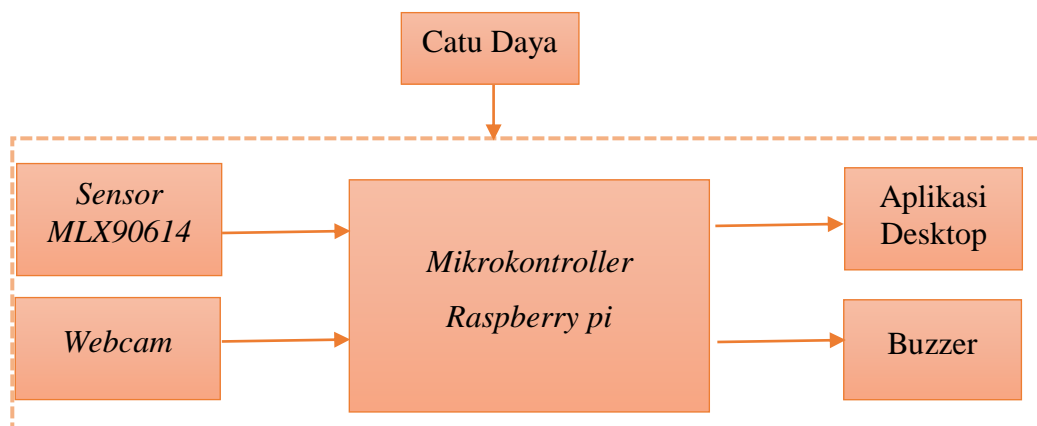 Catu Daya
Sensor
MLX90614
Webcam
Mikrokontroller
Raspberry pi
Aplikasi
Desktop
Buzzer